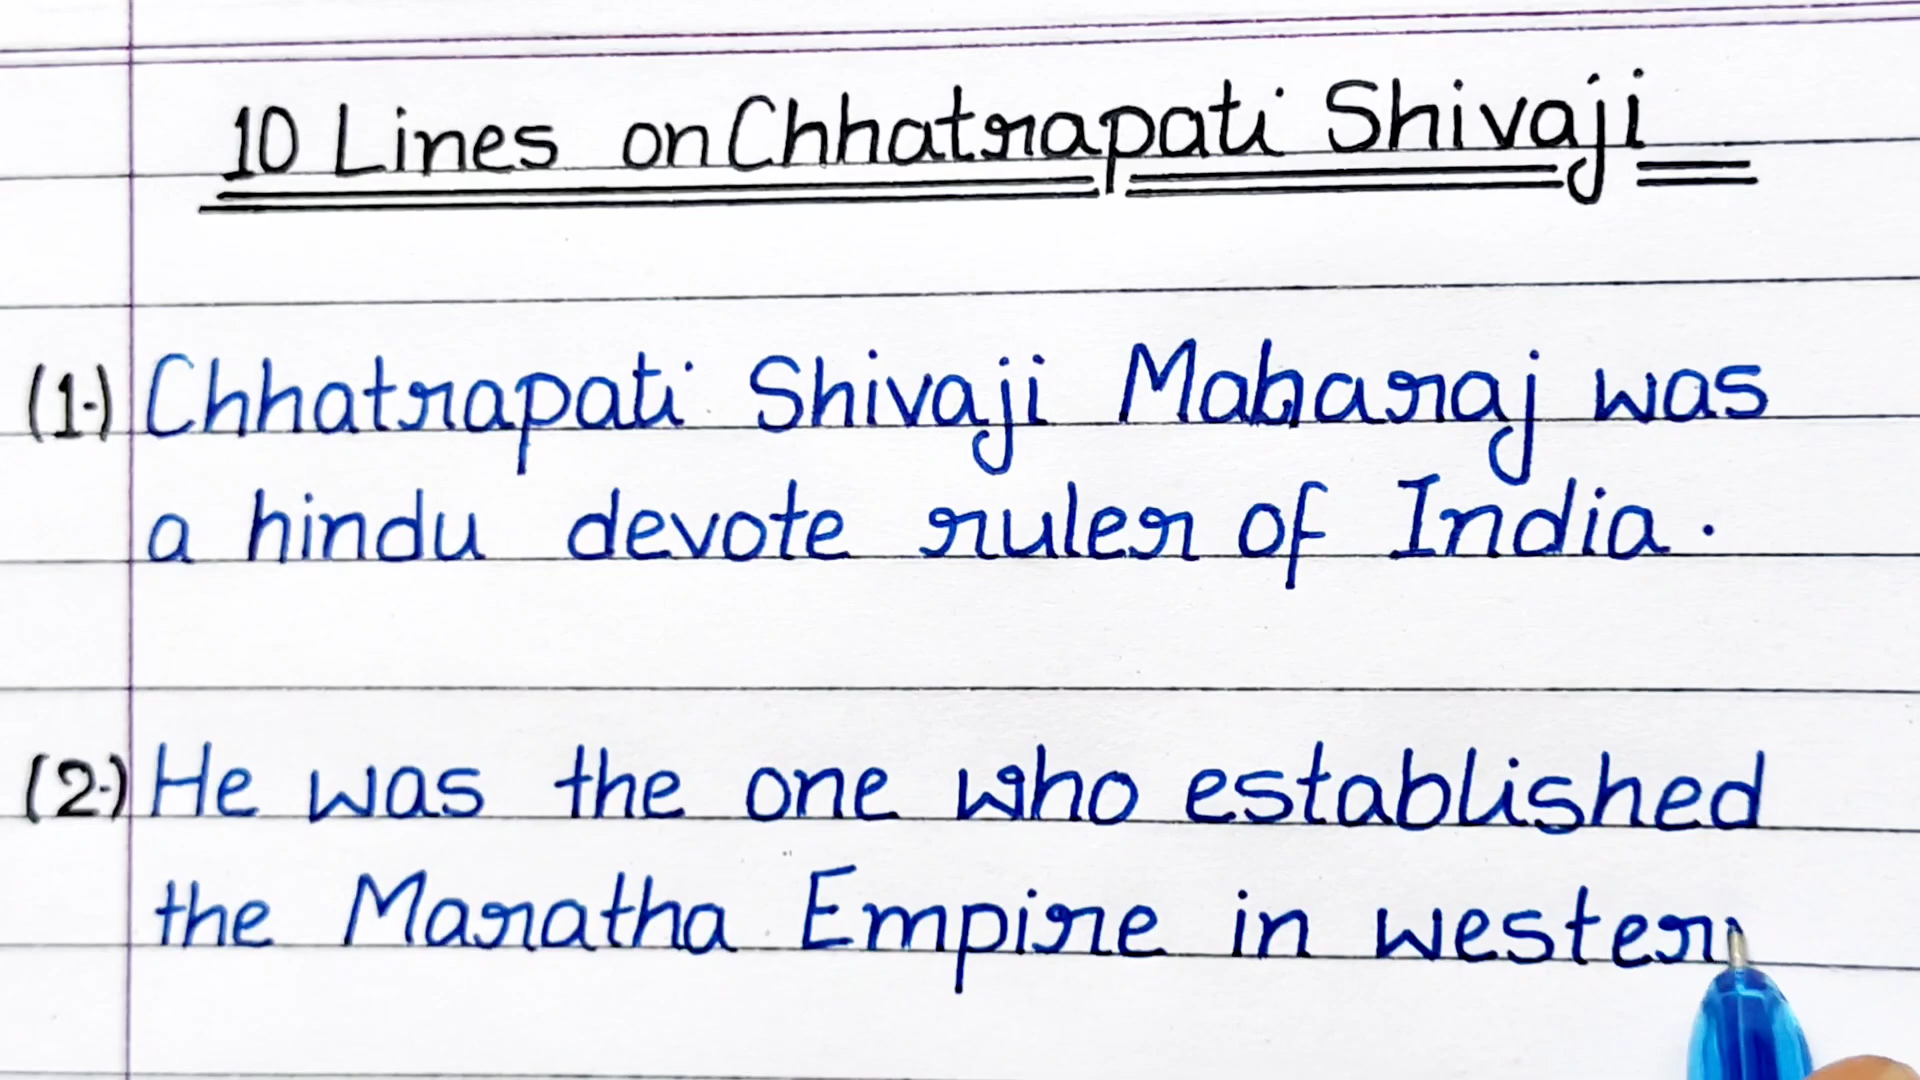 10 Lines on Chhatrapati Shivaji
(1.) Chhatrapati Shivaji Maharaj was
a hindu devote ruler of India.
(2.) He was the one who established
the Maratha Empire in western